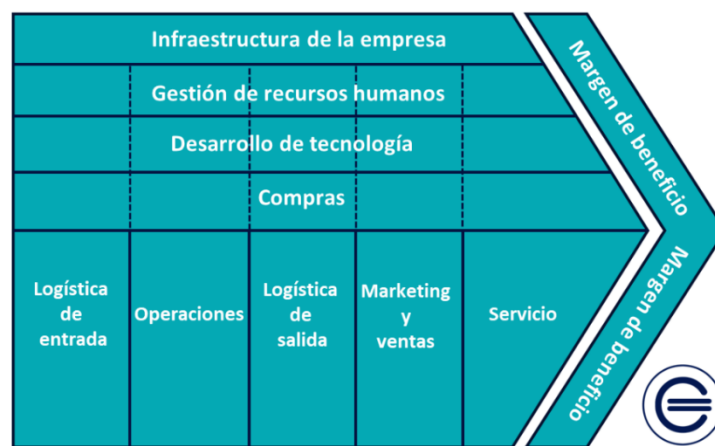 Infraestructura de la empresa
Gestión de recursos humanos
Desarrollo de tecnología
Compras
Logística
de
entrada
Operaciones
Logística
de
salida
Marketing
y
ventas
Servicio
Margen de beneficio
Margen de beneficio